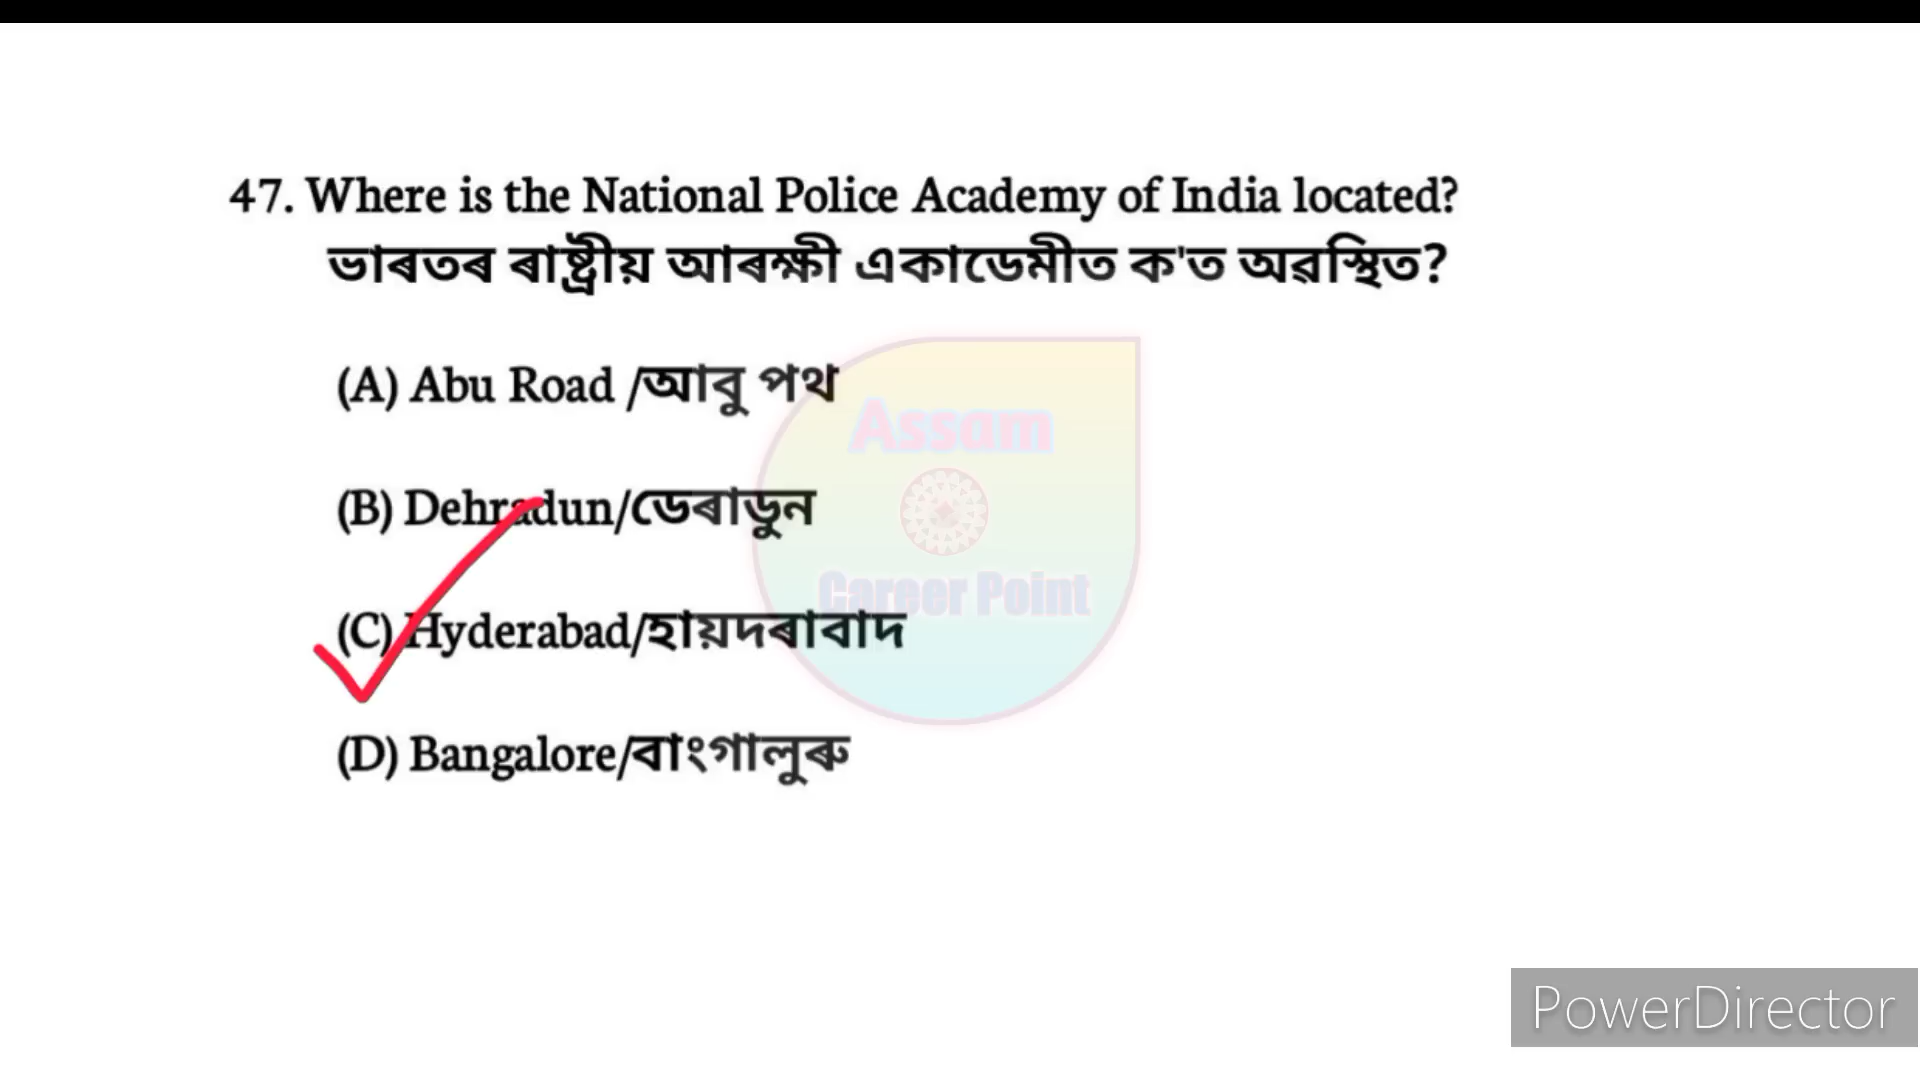 47. Where is the National Police Academy of India located?
ভাৰতৰ ৰাষ্ট্ৰীয় আৰক্ষী একাডেমীত ক'ত অৱস্থিত?
(A) Abu Road /আবু পথ
Assam
(B) Dehradun/ডেৰাডুন
Career Point
(C) Hyderabad/হায়দৰাবাদ
(D) Bangalore/বাংগালুৰু
PowerDirector